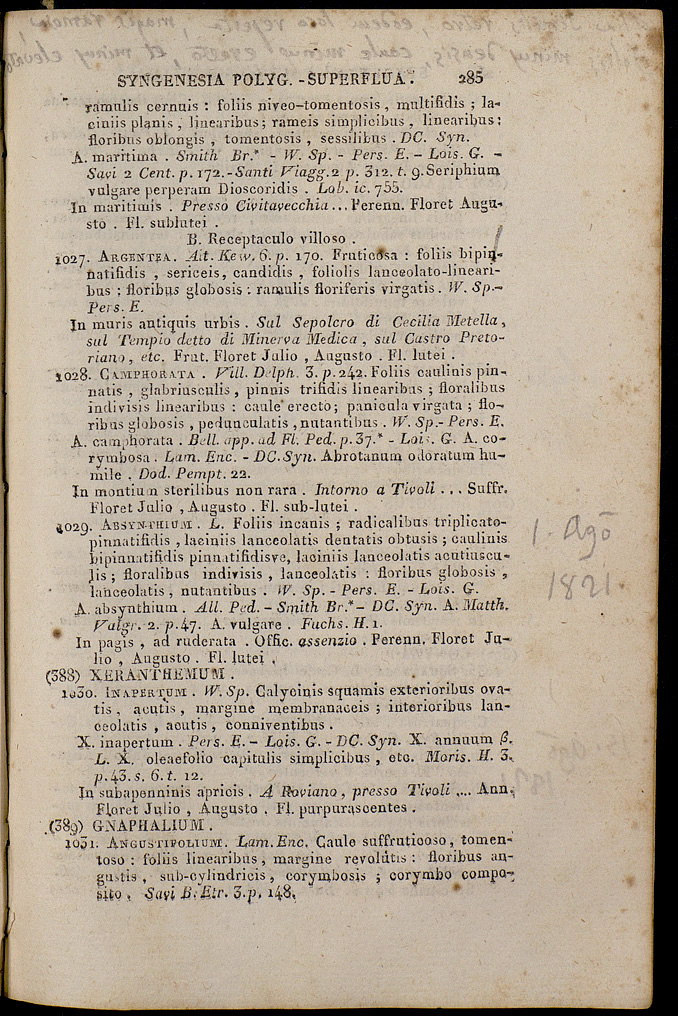 SYNGENESIA POLYG. - SUPERFLUA. 285
ramulis cernuis : foliis niveo-tomentosis, multifidis ; la-
ciniis planis, linearibus; rameis simplicibus, linearibus:
floribus oblongis, tomentosis, sessilibus. DC. Syn.
A. maritima. Smith Br.* - W. Sp. - Pers. E. - Lois. G. -
Savi 2 Cent. p. 172.-Santi Viagg. 2 p. 312. t. 9. Seriphium
vulgare perperam Dioscoridis. Lob. ic. 755.
In maritimis. Presso Civitavecchia... Perenn. Floret Augu-
sto. Fl. sublutei.
B. Receptaculo villoso.
1027. ARGENTEA. Ait. Kew. 6. p. 170. Fruticosa : foliis bipin-
natifidis, sericeis, candidis, foliolis lanceolato-lineari-
bus ; floribus globosis : ramulis floriferis virgatis. W. Sp.-
Pers. E.
In muris antiquis urbis. Sul Sepolcro di Cecilia Metella,
sul Tempio detto di Minerva Medica, sul Castro Preto-
riano, etc. Frut. Floret Julio, Augusto. Fl. lutei.
1028. CAMPHORATA. Vill. Delph. 3. p. 242. Foliis caulinis pin-
natis, glabriusculis, pinnis trifidis linearibus ; floralibus
indivisis linearibus : caule erecto; panicula virgata ; flo-
ribus globosis, pedunculatis, nutantibus. W. Sp.- Pers. E.
A. camphorata. Bell. app. ad Fl. Ped. p. 37.* - Lois. G. A. co-
rymbosa. Lam. Enc. - DC. Syn. Abrotanum odoratum hu-
mile. Dod. Pempt. 22.
In montium sterilibus non rara. Intorno a Tivoli... Suffr.
Floret Julio, Augusto. Fl. sub-lutei.
1029. ABSYNTHIUM. L. Foliis incanis ; radicalibus triplicato-
pinnatifidis, laciniis lanceolatis dentatis obtusis ; caulinis
bipinnatifidis pinnatifidisve, laciniis lanceolatis acutiuscu-
lis ; floralibus indivisis, lanceolatis : floribus globosis,
lanceolatis, nutantibus. W. Sp. - Pers. E. - Lois. G.
A. absynthium. All. Ped. - Smith Br.* - DC. Syn. A. Matth.
Valgr. 2. p. 47. A. vulgare. Fuchs. H. 1.
In pagis, ad ruderata. Offic. assenzio. Perenn. Floret Ju-
lio, Augusto. Fl. lutei.
(388) XERANTHEMUM.
1030. INAPERTUM. W. Sp. Calycinis squamis exterioribus ova-
tis, acutis, margine membranaceis ; interioribus lan-
ceolatis, acutis, conniventibus.
X. inapertum. Pers. E. - Lois. G. - DC. Syn. X. annuum β.
L. X. oleaefolio capitulis simplicibus, etc. Moris. H. 3.
p. 43. s. 6. t. 12.
In subapenninis apricis. A Roviano, presso Tivoli.... Ann.
Floret Julio, Augusto. Fl. purpurascentes.
(389) GNAPHALIUM.
1031. ANGUSTIFOLIUM. Lam. Enc. Caule suffruticoso, tomen-
toso : foliis linearibus, margine revolutis : floribus an-
gustis, sub-cylindricis, corymbosis ; corymbo compo-
sito. Savi B. Etr. 3. p. 148.
1. Ago
1821